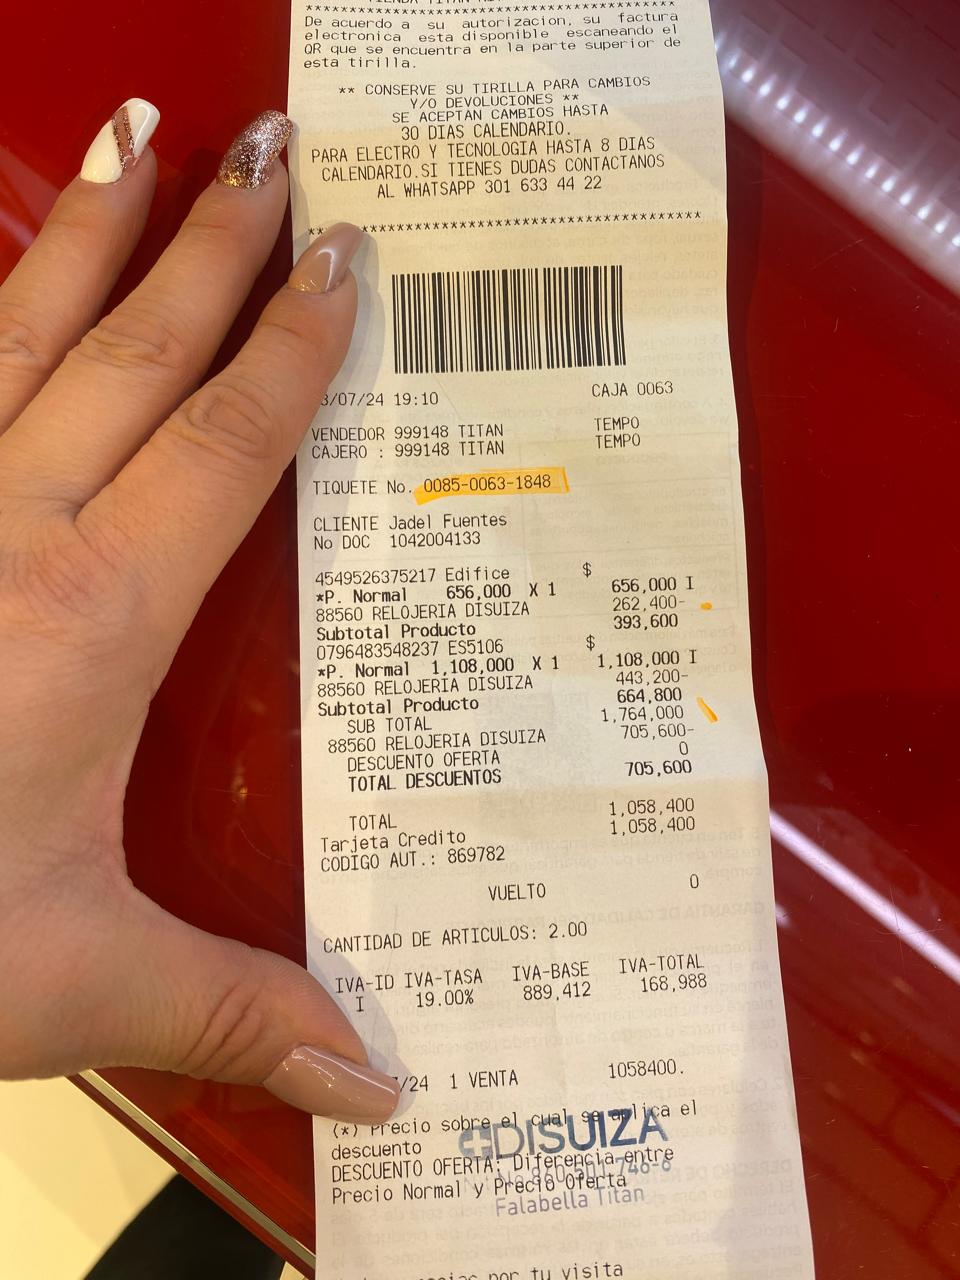 ****************************************
De acuerdo a su autorizacion, su factura
electronica esta disponible escaneando el
QR que se encuentra en la parte superior de
esta tirilla.
** CONSERVE SU TIRILLA PARA CAMBIOS
Y/O DEVOLUCIONES **
SE ACEPTAN CAMBIOS HASTA
30 DIAS CALENDARIO.
PARA ELECTRO Y TECNOLOGIA HASTA 8 DIAS
CALENDARIO.SI TIENES DUDAS CONTACTANOS
AL WHATSAPP 301 633 44 22
3/07/24 19:10 CAJA 0063
VENDEDOR 999148 TITAN TEMPO
CAJERO : 999148 TITAN TEMPO
TIQUETE No. 0085-0063-1848
CLIENTE Jadel Fuentes
No DOC 1042004133
4549526375217 Edifice $
*P. Normal 656,000 X 1 656,000 I
88560 RELOJERIA DISUIZA 262,400-
Subtotal Producto 393,600
0796483548237 ES5106 $
*P. Normal 1,108,000 X 1 1,108,000 I
88560 RELOJERIA DISUIZA 443,200-
Subtotal Producto 664,800
SUB TOTAL 1,764,000
88560 RELOJERIA DISUIZA 705,600-
DESCUENTO OFERTA 0
TOTAL DESCUENTOS 705,600
TOTAL 1,058,400
Tarjeta Credito 1,058,400
CODIGO AUT.: 869782
VUELTO 0
CANTIDAD DE ARTICULOS: 2.00
IVA-ID IVA-TASA IVA-BASE IVA-TOTAL
I 19.00% 889,412 168,988
/24 1 VENTA 1058400.
(*) Precio sobre el cual se aplica el
descuento
DISUIZA
DESCUENTO OFERTA: Diferencia entre
Precio Normal y Precio Oferta
Falabella Titan
por tu visita